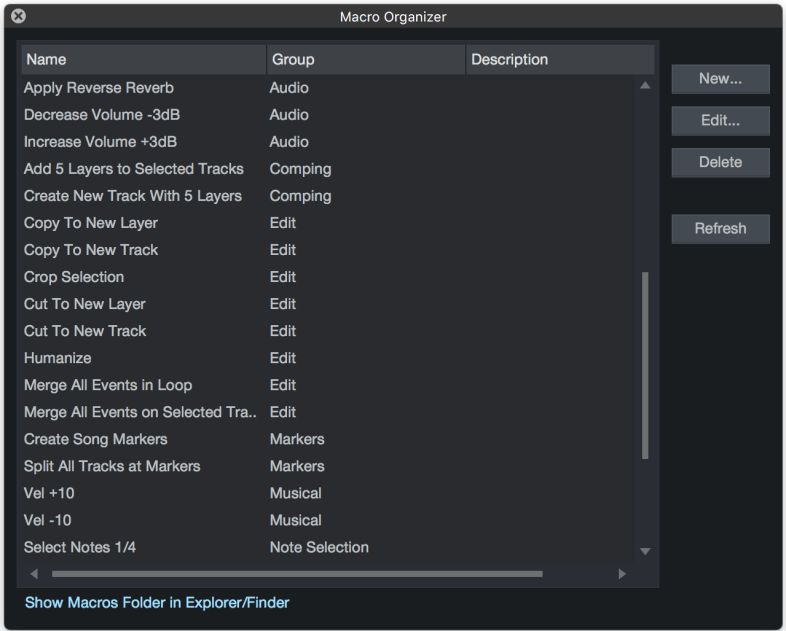 Macro Organizer
Name Group Description
Apply Reverse Reverb Audio
Decrease Volume -3dB Audio
Increase Volume +3dB Audio
Add 5 Layers to Selected Tracks Comping
Create New Track With 5 Layers Comping
Copy To New Layer Edit
Copy To New Track Edit
Crop Selection Edit
Cut To New Layer Edit
Cut To New Track Edit
Humanize Edit
Merge All Events in Loop Edit
Merge All Events on Selected Tra.. Edit
Create Song Markers Markers
Split All Tracks at Markers Markers
Vel +10 Musical
Vel -10 Musical
Select Notes 1/4 Note Selection
New...
Edit...
Delete
Refresh
Show Macros Folder in Explorer/Finder